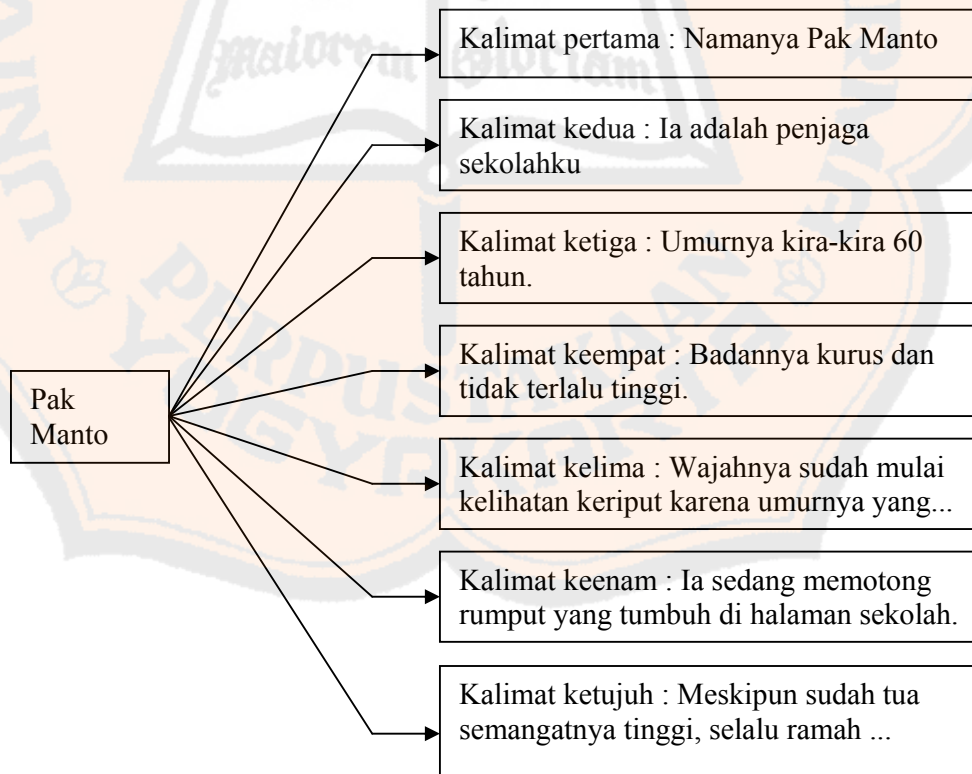 Kalimat pertama : Namanya Pak Manto
Kalimat kedua : Ia adalah penjaga
sekolahku
Kalimat ketiga : Umurnya kira-kira 60
tahun.
Kalimat keempat : Badannya kurus dan
tidak terlalu tinggi.
Pak
Manto
Kalimat kelima : Wajahnya sudah mulai
kelihatan keriput karena umurnya yang...
Kalimat keenam : Ia sedang memotong
rumput yang tumbuh di halaman sekolah.
Kalimat ketujuh : Meskipun sudah tua
semangatnya tinggi, selalu ramah ...
PERPUSTAKAAN
YOGYAKARTA